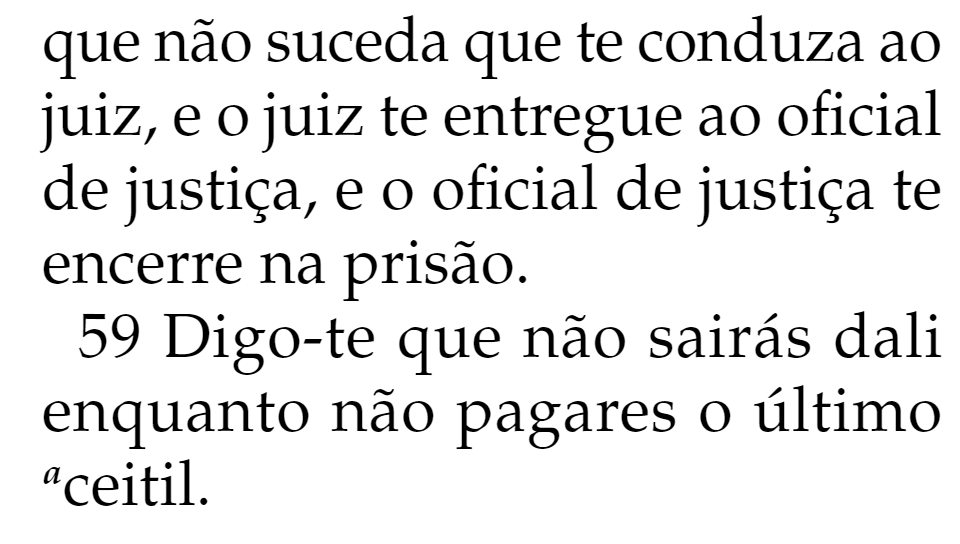 que não suceda que te conduza ao
juiz, e o juiz te entregue ao oficial
de justiça, e o oficial de justiça te
encerre na prisão.
59 Digo-te que não sairás dali
enquanto não pagares o último
ᵃceitil.